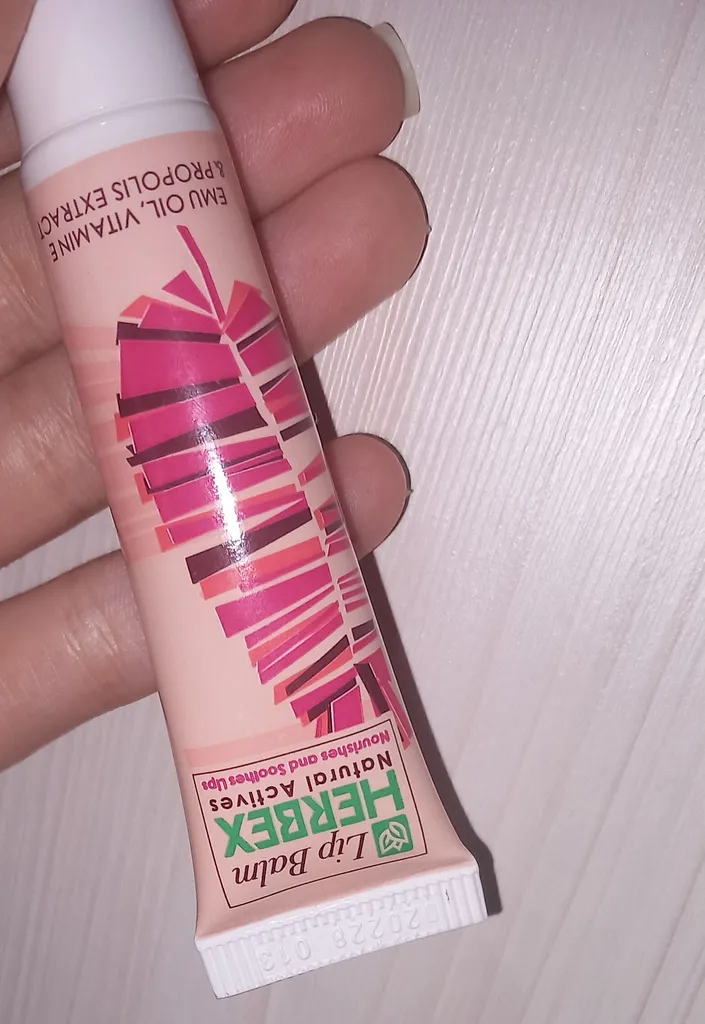 Lip Balm
HERBEX
Natural Actives
Nourishes and Soothes Lips
EMU OIL, VITAMIN E
& PROPOLIS EXTRACT